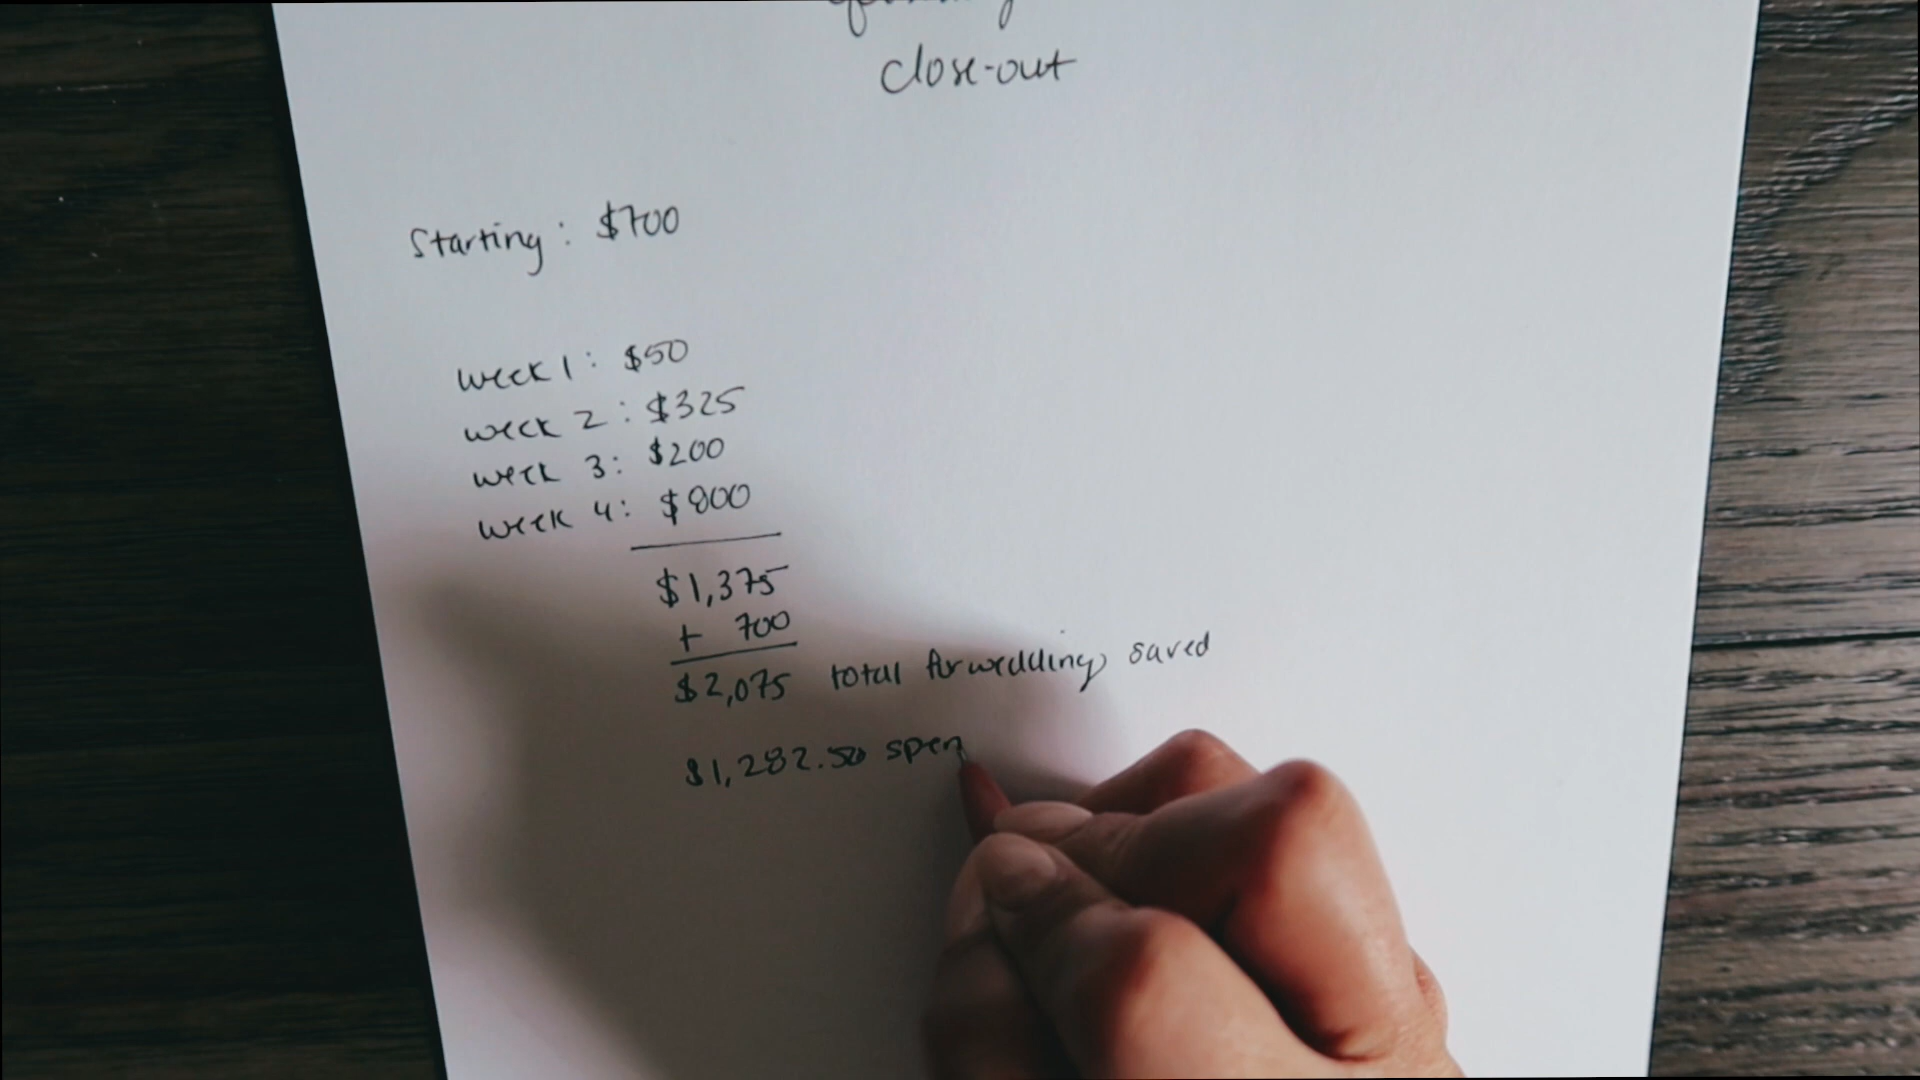 close-out
Starting: $700
week 1: $50
week 2: $325
week 3: $200
week 4: $800
$1,375
+ 700
$2,075 total for wedding saved
$1,282.50 spen